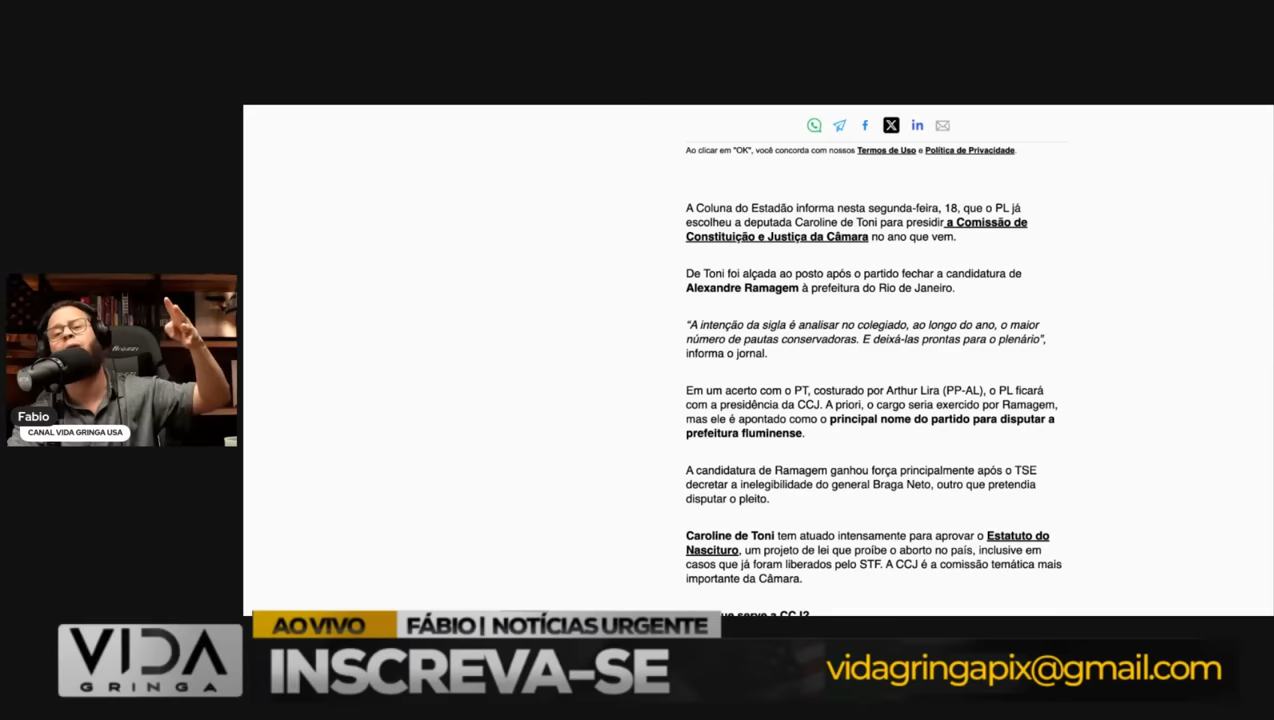 Ao clicar em "OK", você concorda com nossos Termos de Uso e Política de Privacidade.
A Coluna do Estadão informa nesta segunda-feira, 18, que o PL já
escolheu a deputada Caroline de Toni para presidir a Comissão de
Constituição e Justiça da Câmara no ano que vem.
De Toni foi alçada ao posto após o partido fechar a candidatura de
Alexandre Ramagem à prefeitura do Rio de Janeiro.
“A intenção da sigla é analisar no colegiado, ao longo do ano, o maior
número de pautas conservadoras. E deixá-las prontas para o plenário”,
informa o jornal.
Em um acerto com o PT, costurado por Arthur Lira (PP-AL), o PL ficará
com a presidência da CCJ. A priori, o cargo seria exercido por Ramagem,
mas ele é apontado como o principal nome do partido para disputar a
prefeitura fluminense.
A candidatura de Ramagem ganhou força principalmente após o TSE
decretar a inelegibilidade do general Braga Neto, outro que pretendia
disputar o pleito.
Caroline de Toni tem atuado intensamente para aprovar o Estatuto do
Nascituro, um projeto de lei que proíbe o aborto no país, inclusive em
casos que já foram liberados pelo STF. A CCJ é a comissão temática mais
importante da Câmara.
que serve a CCJ?
Fabio
CANAL VIDA GRINGA USA
AO VIVO
FÁBIO | NOTÍCIAS URGENTE
VIDA
GRINGA
INSCREVA-SE
vidagringapix@gmail.com